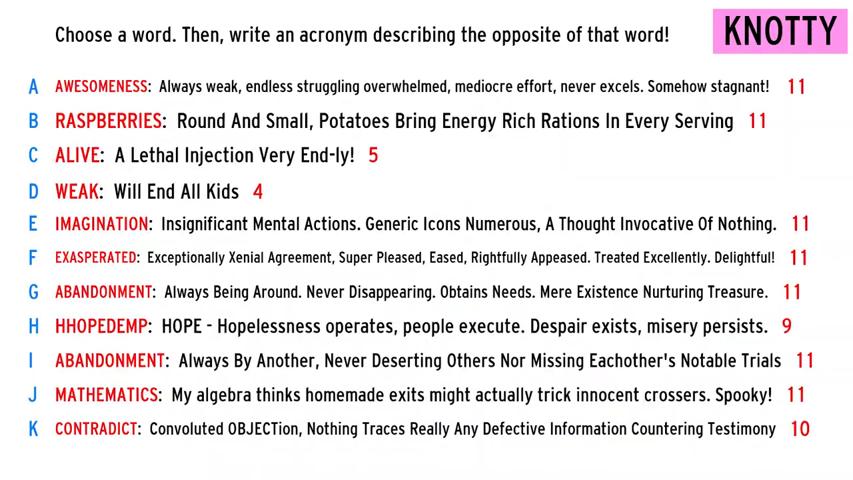 Choose a word. Then, write an acronym describing the opposite of that word!
KNOTTY
A AWESOMENESS: Always weak, endless struggling overwhelmed, mediocre effort, never excels. Somehow stagnant! 11
B RASPBERRIES: Round And Small, Potatoes Bring Energy Rich Rations In Every Serving 11
C ALIVE: A Lethal Injection Very End-ly! 5
D WEAK: Will End All Kids 4
E IMAGINATION: Insignificant Mental Actions. Generic Icons Numerous, A Thought Invocative Of Nothing. 11
F EXASPERATED: Exceptionally Xenial Agreement, Super Pleased, Eased, Rightfully Appeased. Treated Excellently. Delightful! 11
G ABANDONMENT: Always Being Around. Never Disappearing. Obtains Needs. Mere Existence Nurturing Treasure. 11
H HHOPEDEMP: HOPE - Hopelessness operates, people execute. Despair exists, misery persists. 9
I ABANDONMENT: Always By Another, Never Deserting Others Nor Missing Eachother's Notable Trials 11
J MATHEMATICS: My algebra thinks homemade exits might actually trick innocent crossers. Spooky! 11
K CONTRADICT: Convoluted OBJECTion, Nothing Traces Really Any Defective Information Countering Testimony 10